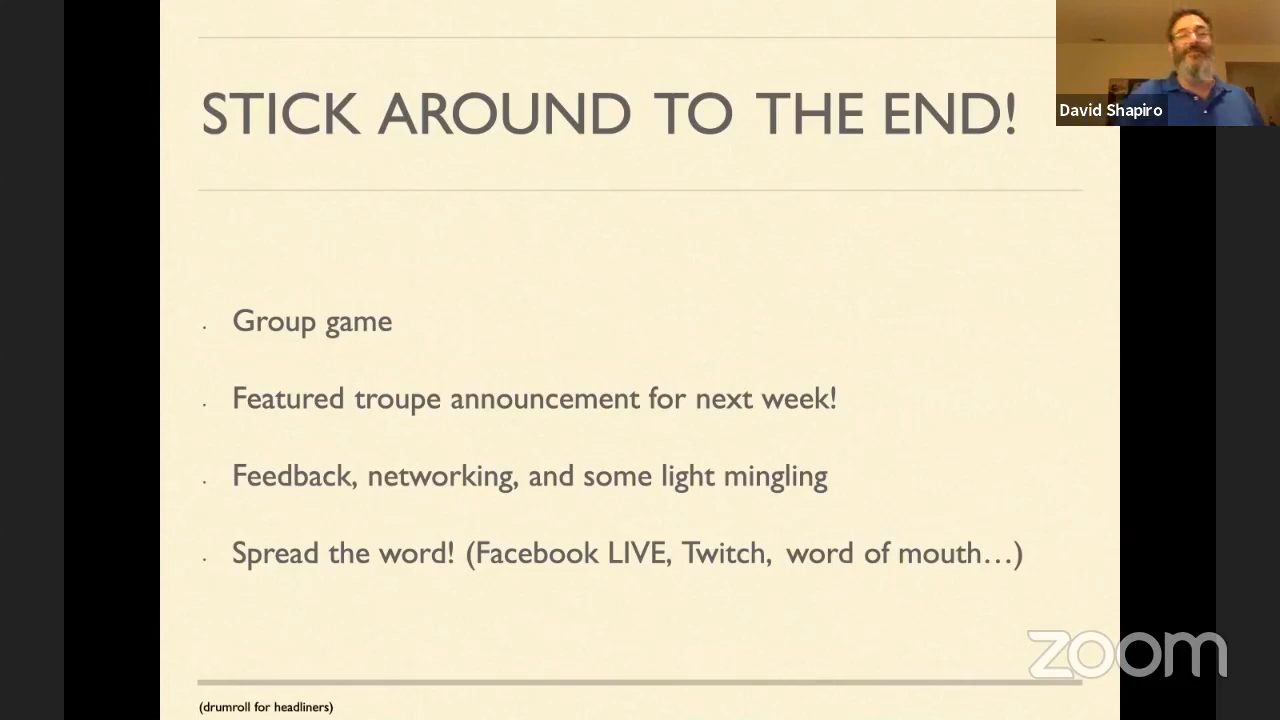 STICK AROUND TO THE END!
David Shapiro
· Group game
· Featured troupe announcement for next week!
· Feedback, networking, and some light mingling
· Spread the word! (Facebook LIVE, Twitch, word of mouth…)
zoom
(drumroll for headliners)